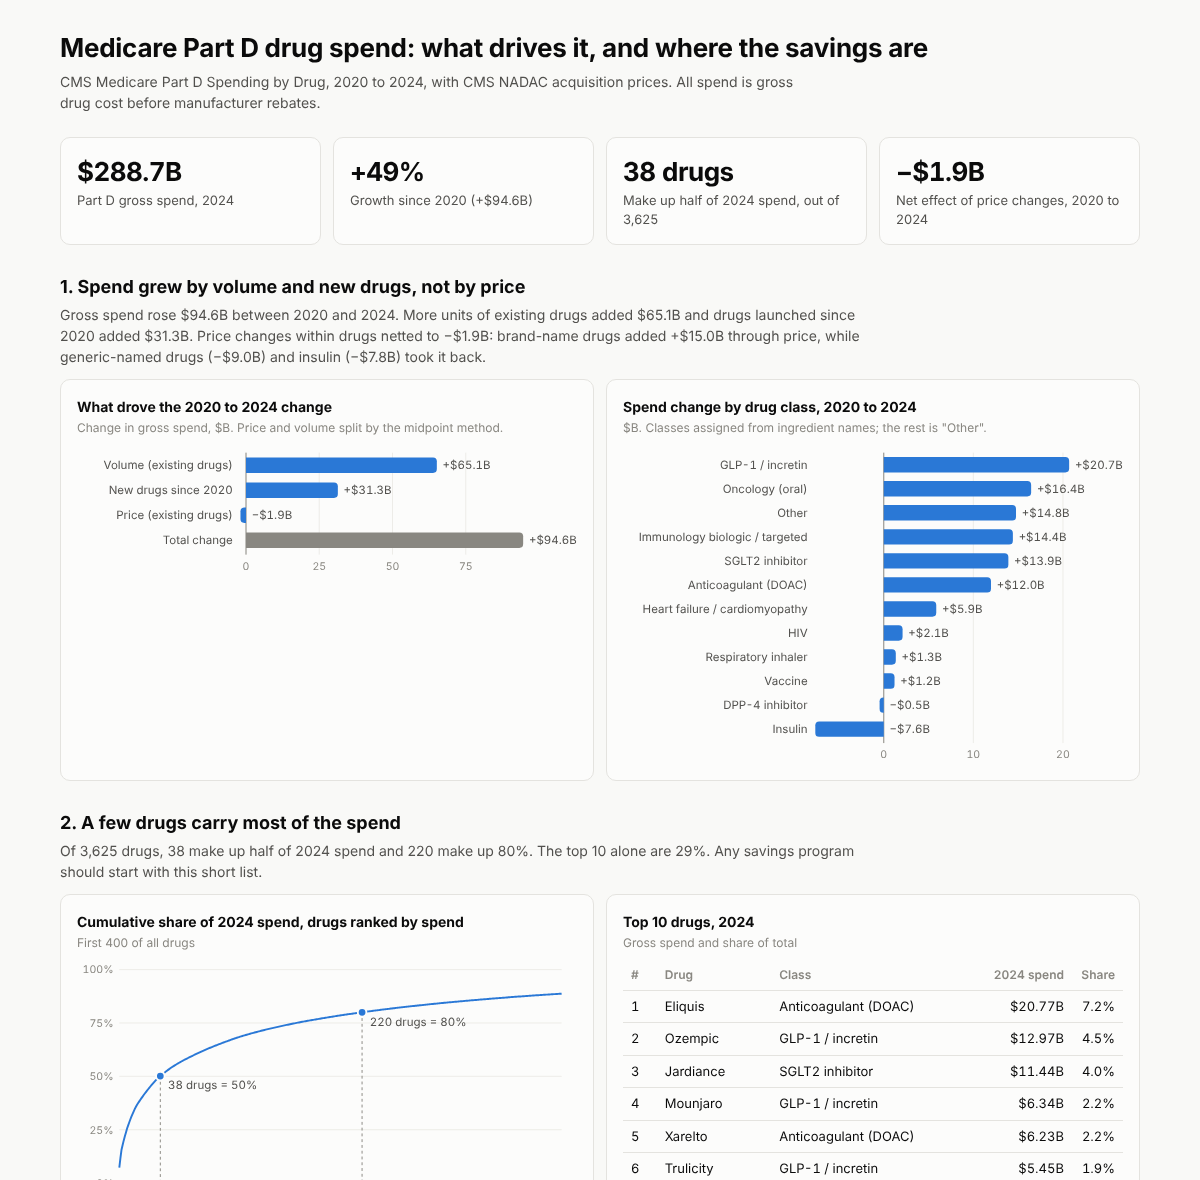 Medicare Part D drug spend: what drives it, and where the savings are
CMS Medicare Part D Spending by Drug, 2020 to 2024, with CMS NADAC acquisition prices. All spend is gross
drug cost before manufacturer rebates.
$288.7B
Part D gross spend, 2024
+49%
Growth since 2020 (+$94.6B)
38 drugs
Make up half of 2024 spend, out of
3,625
−$1.9B
Net effect of price changes, 2020 to
2024
1. Spend grew by volume and new drugs, not by price
Gross spend rose $94.6B between 2020 and 2024. More units of existing drugs added $65.1B and drugs launched since
2020 added $31.3B. Price changes within drugs netted to −$1.9B: brand-name drugs added +$15.0B through price, while
generic-named drugs (−$9.0B) and insulin (−$7.8B) took it back.
What drove the 2020 to 2024 change
Change in gross spend, $B. Price and volume split by the midpoint method.
Volume (existing drugs) +$65.1B
New drugs since 2020 +$31.3B
Price (existing drugs) −$1.9B
Total change +$94.6B
0 25 50 75
Spend change by drug class, 2020 to 2024
$B. Classes assigned from ingredient names; the rest is "Other".
GLP-1 / incretin +$20.7B
Oncology (oral) +$16.4B
Other +$14.8B
Immunology biologic / targeted +$14.4B
SGLT2 inhibitor +$13.9B
Anticoagulant (DOAC) +$12.0B
Heart failure / cardiomyopathy +$5.9B
HIV +$2.1B
Respiratory inhaler +$1.3B
Vaccine +$1.2B
DPP-4 inhibitor −$0.5B
Insulin −$7.6B
0 10 20
2. A few drugs carry most of the spend
Of 3,625 drugs, 38 make up half of 2024 spend and 220 make up 80%. The top 10 alone are 29%. Any savings program
should start with this short list.
Cumulative share of 2024 spend, drugs ranked by spend
First 400 of all drugs
100%
75%
50%
25%
220 drugs = 80%
38 drugs = 50%
Top 10 drugs, 2024
Gross spend and share of total
# Drug Class 2024 spend Share
1 Eliquis Anticoagulant (DOAC) $20.77B 7.2%
2 Ozempic GLP-1 / incretin $12.97B 4.5%
3 Jardiance SGLT2 inhibitor $11.44B 4.0%
4 Mounjaro GLP-1 / incretin $6.34B 2.2%
5 Xarelto Anticoagulant (DOAC) $6.23B 2.2%
6 Trulicity GLP-1 / incretin $5.45B 1.9%